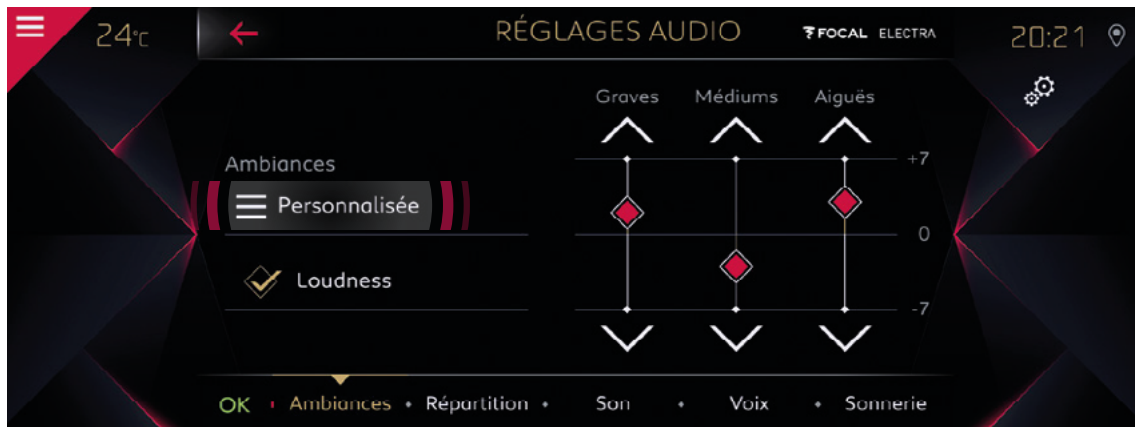 24°C RÉGLAGES AUDIO FOCAL ELECTRA 20:21
Graves Médiums Aiguës
Ambiances
+7
Personnalisée
0
Loudness
-7
OK Ambiances • Répartition • Son • Voix • Sonnerie